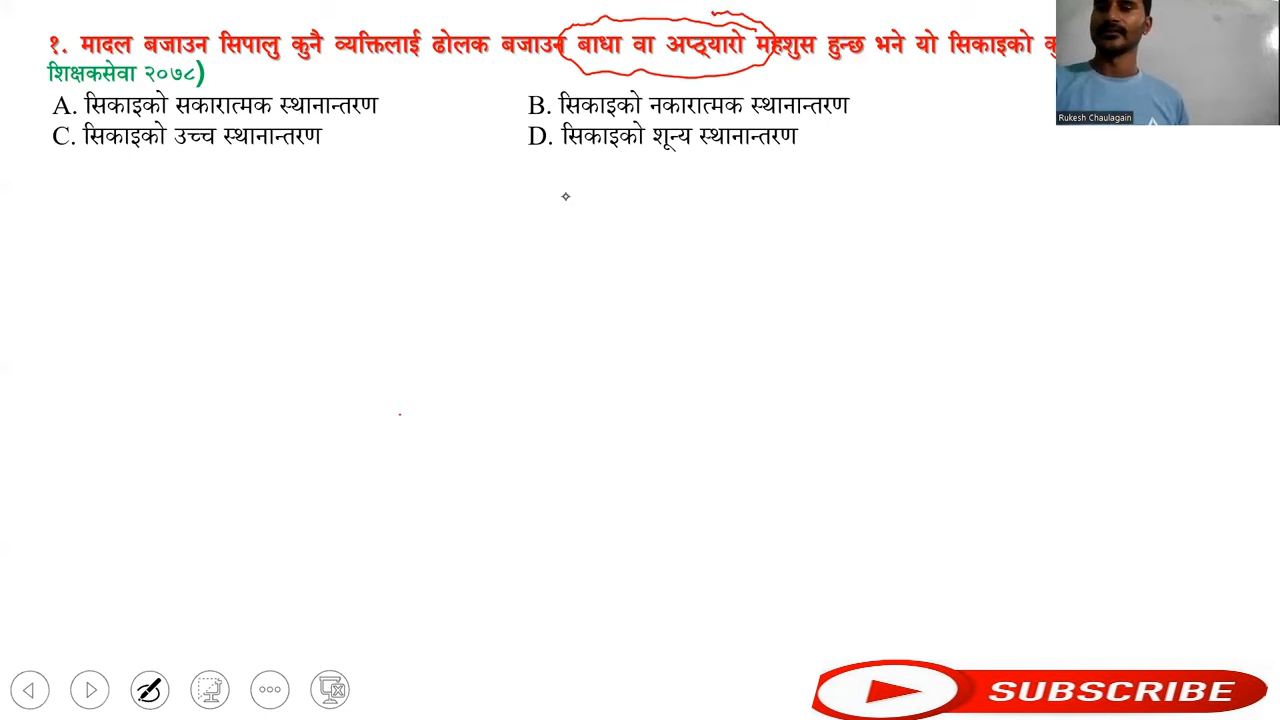 १. मादल बजाउन सिपालु कुनै व्यक्तिलाई ढोलक बजाउन बाधा वा अप्ठ्यारो महशुस हुन्छ भने यो सिकाइको
शिक्षकसेवा २०७८)
A. सिकाइको सकारात्मक स्थानान्तरण B. सिकाइको नकारात्मक स्थानान्तरण
C. सिकाइको उच्च स्थानान्तरण D. सिकाइको शून्य स्थानान्तरण
Rukesh Chaulagain
SUBSCRIBE